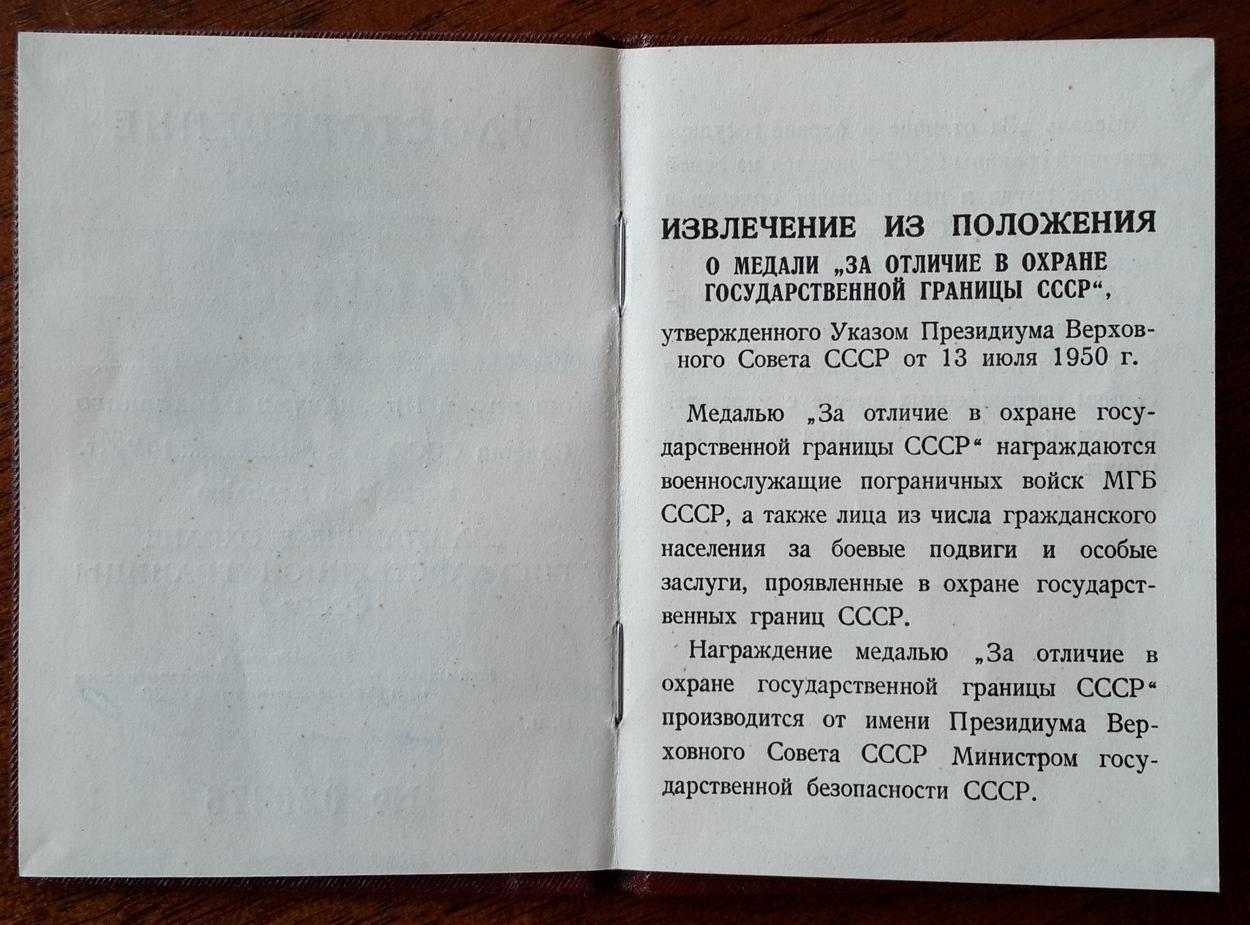 ИЗВЛЕЧЕНИЕ ИЗ ПОЛОЖЕНИЯ
О МЕДАЛИ „ЗА ОТЛИЧИЕ В ОХРАНЕ
ГОСУДАРСТВЕННОЙ ГРАНИЦЫ СССР“,
утвержденного Указом Президиума Верхов-
ного Совета СССР от 13 июля 1950 г.
Медалью „За отличие в охране госу-
дарственной границы СССР“ награждаются
военнослужащие пограничных войск МГБ
СССР, а также лица из числа гражданского
населения за боевые подвиги и особые
заслуги, проявленные в охране государст-
венных границ СССР.
Награждение медалью „За отличие в
охране государственной границы СССР“
производится от имени Президиума Вер-
ховного Совета СССР Министром госу-
дарственной безопасности СССР.